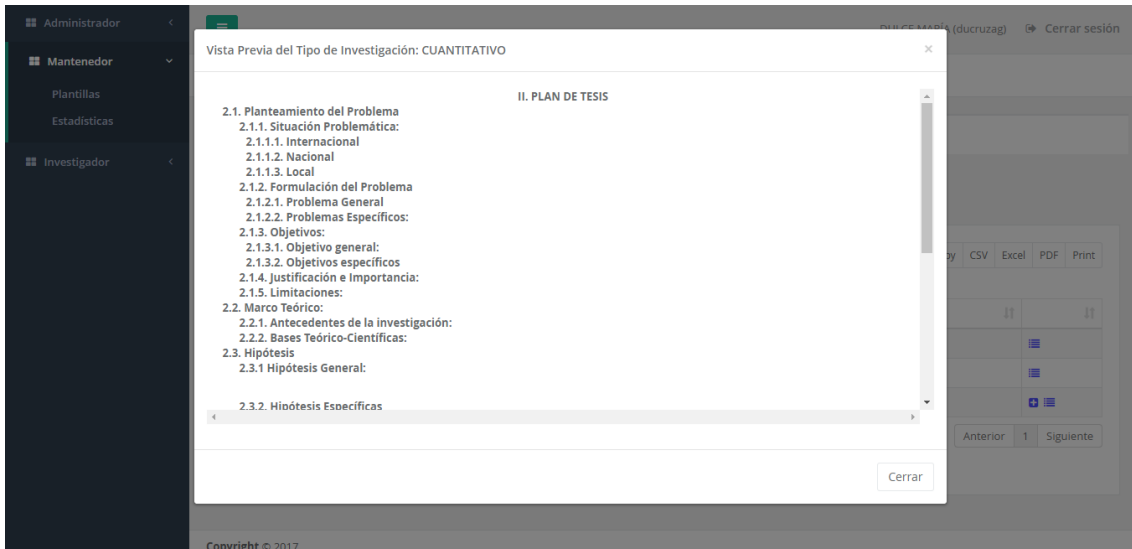 Administrador
DULCE MARÍA (ducruzag) Cerrar sesión
Vista Previa del Tipo de Investigación: CUANTITATIVO ×
Mantenedor
Plantillas
Estadísticas
Investigador
II. PLAN DE TESIS
2.1. Planteamiento del Problema
2.1.1. Situación Problemática:
2.1.1.1. Internacional
2.1.1.2. Nacional
2.1.1.3. Local
2.1.2. Formulación del Problema
2.1.2.1. Problema General
2.1.2.2. Problemas Específicos:
2.1.3. Objetivos:
2.1.3.1. Objetivo general:
2.1.3.2. Objetivos específicos
2.1.4. Justificación e Importancia:
2.1.5. Limitaciones:
2.2. Marco Teórico:
2.2.1. Antecedentes de la investigación:
2.2.2. Bases Teórico-Científicas:
2.3. Hipótesis
2.3.1 Hipótesis General:
2.3.2. Hipótesis Específicas
CSV Excel PDF Print
Anterior 1 Siguiente
Cerrar
Copyright © 2017